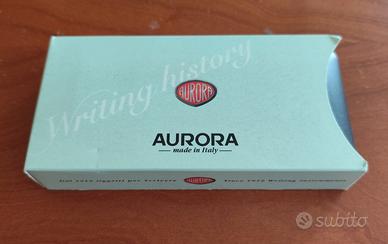 Writing history
AURORA
AURORA
made in Italy
Dal 1919 oggetti per scrivere
AURORA
Since 1919 Writing Instruments
subito